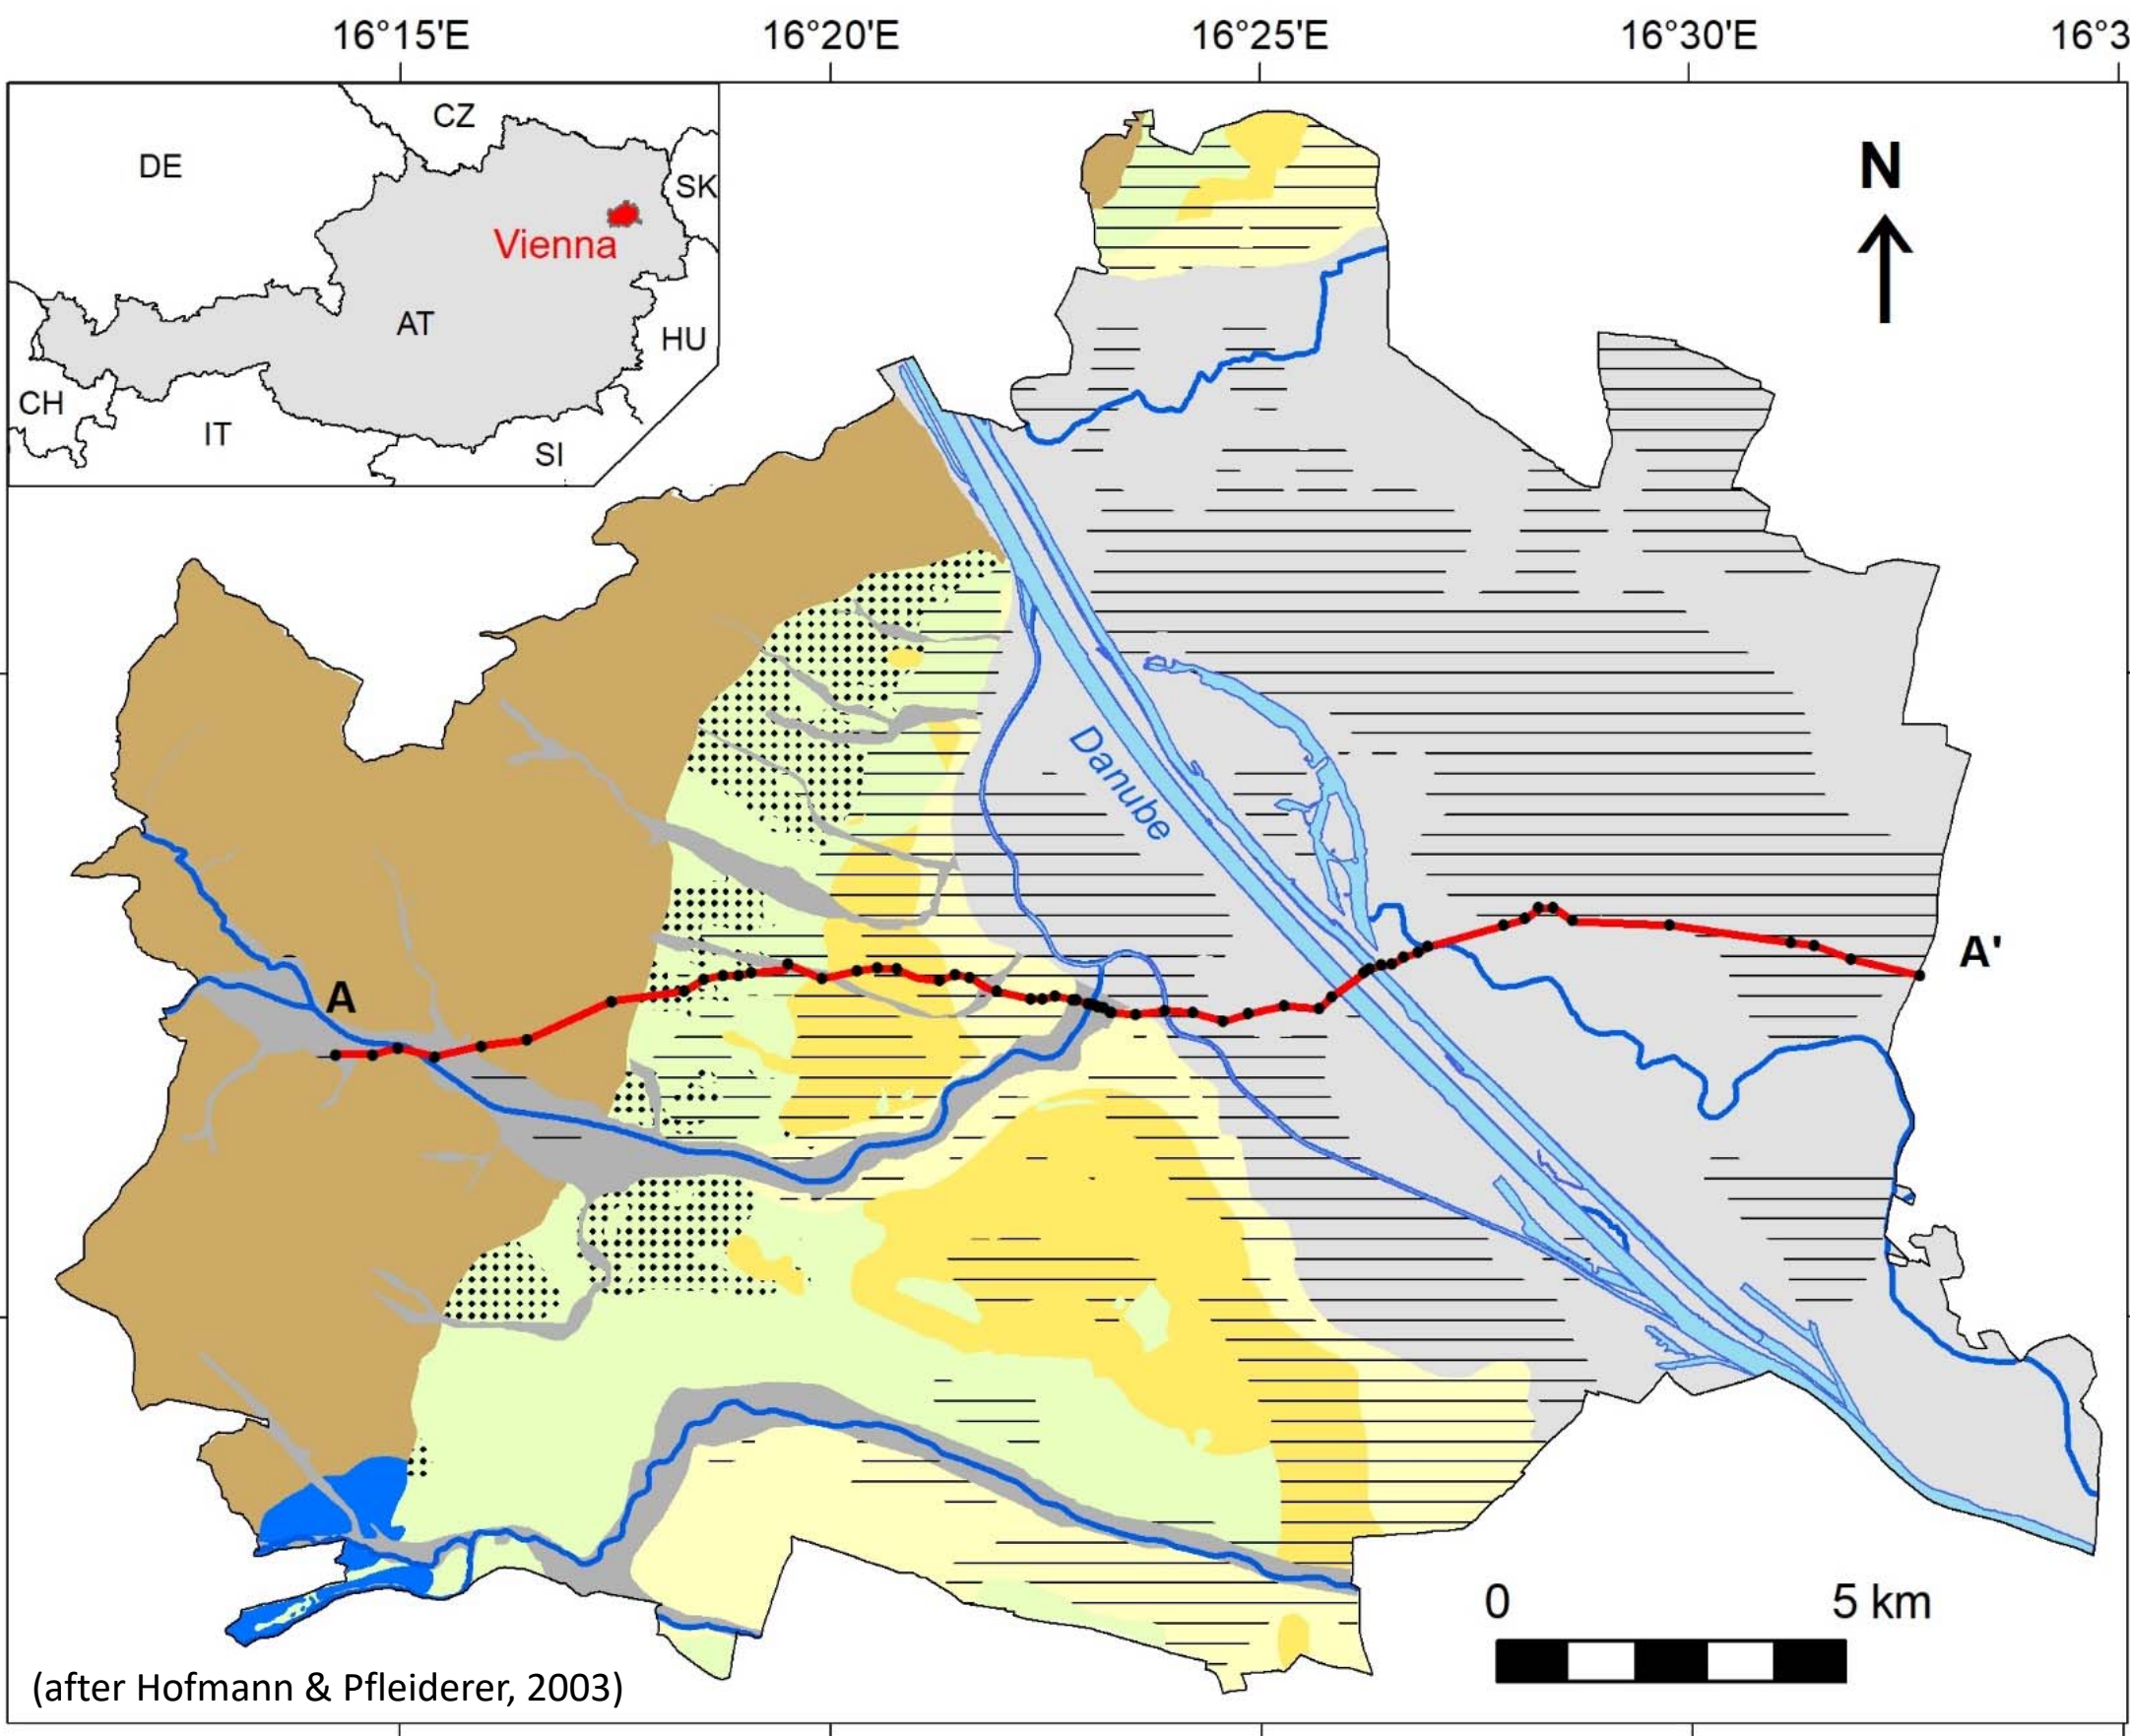 16°15'E 16°20'E 16°25'E 16°30'E 16°3
CZ
DE
SK
Vienna
AT
HU
CH
IT
SI
N
Danube
A
A'
0 5 km
(after Hofmann & Pfleiderer, 2003)